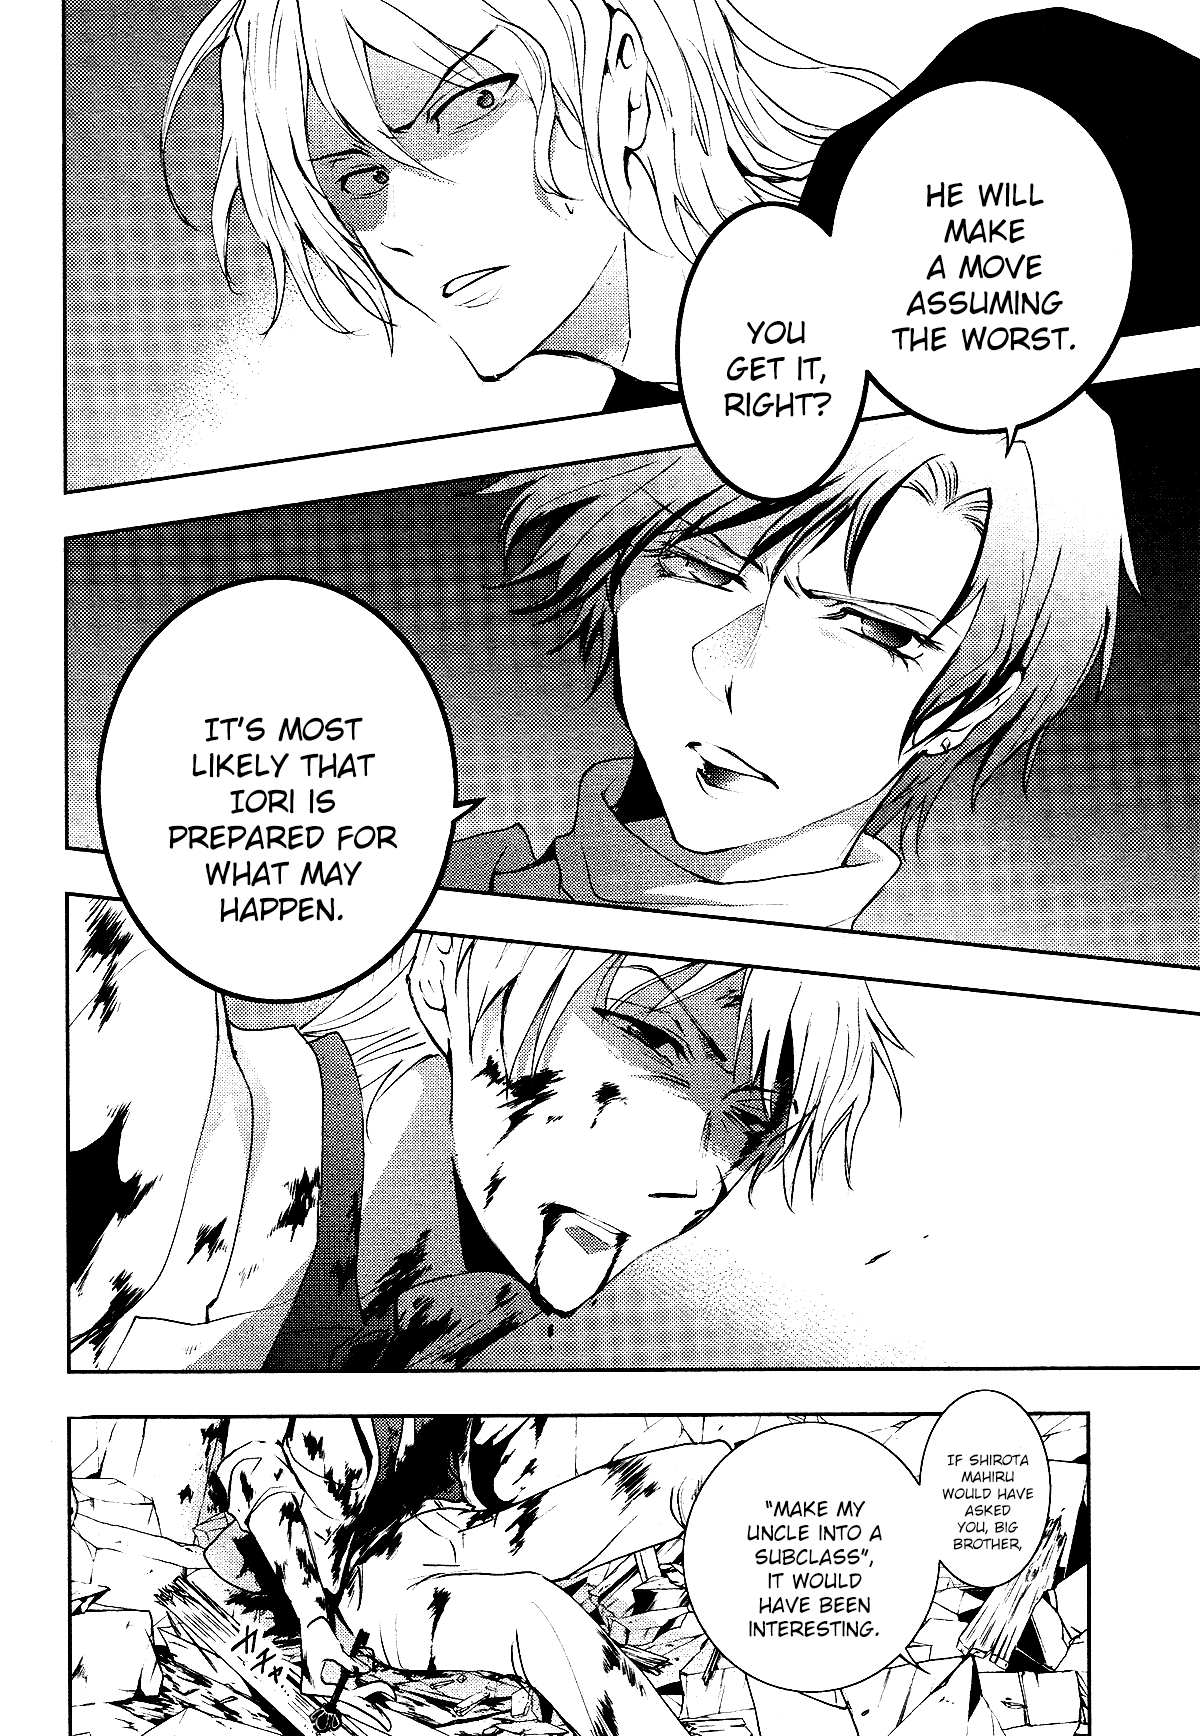 HE WILL
MAKE
A MOVE
ASSUMING
THE WORST.
YOU
GET IT,
RIGHT?
IT'S MOST
LIKELY THAT
IORI IS
PREPARED FOR
WHAT MAY
HAPPEN.
IF SHIROTA
MAHIRU
WOULD HAVE
ASKED
YOU, BIG
BROTHER,
"MAKE MY
UNCLE INTO A
SUBCLASS",
IT WOULD
HAVE BEEN
INTERESTING.